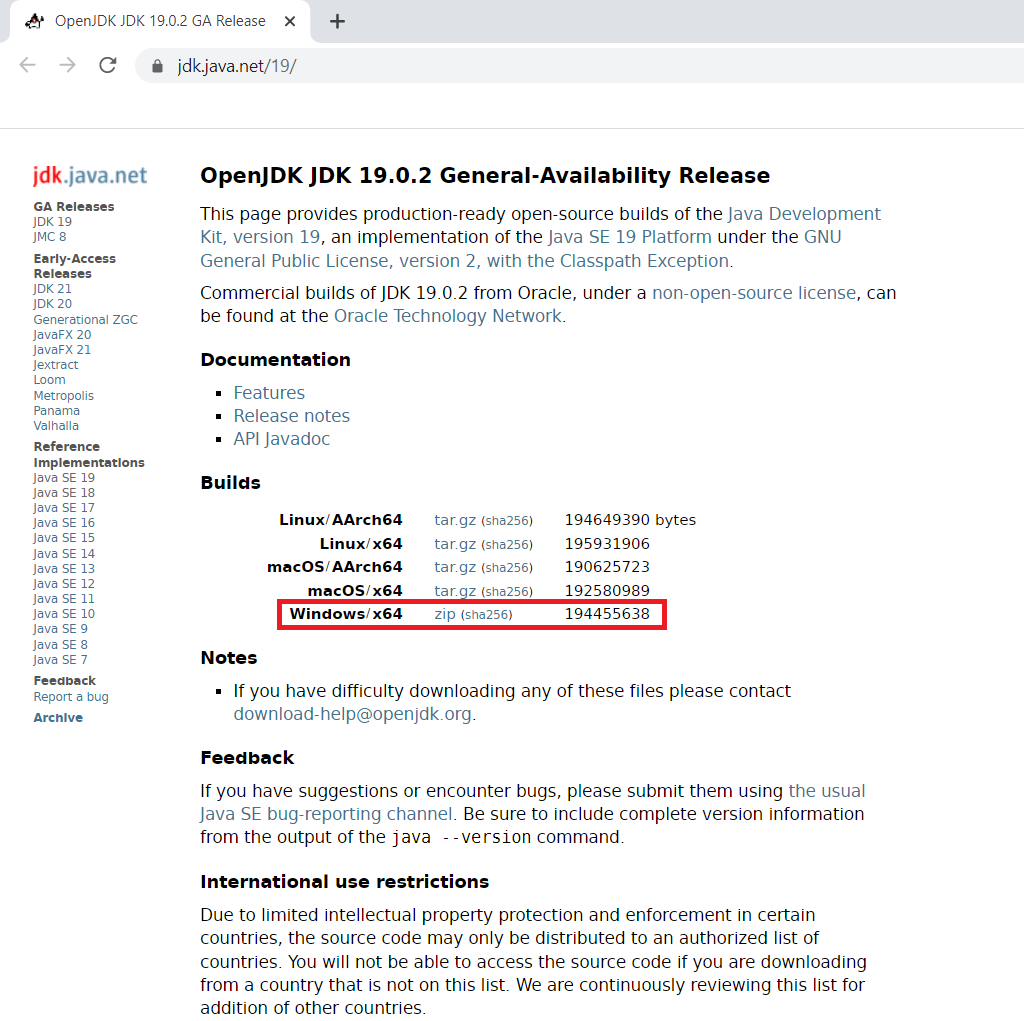 OpenJDK JDK 19.0.2 GA Release
jdk.java.net/19/
jdk.java.net
GA Releases
JDK 19
JMC 8
Early-Access
Releases
JDK 21
JDK 20
Generational ZGC
JavaFX 20
JavaFX 21
Jextract
Loom
Metropolis
Panama
Valhalla
Reference
Implementations
Java SE 19
Java SE 18
Java SE 17
Java SE 16
Java SE 15
Java SE 14
Java SE 13
Java SE 12
Java SE 11
Java SE 10
Java SE 9
Java SE 8
Java SE 7
Feedback
Report a bug
Archive
OpenJDK JDK 19.0.2 General-Availability Release
This page provides production-ready open-source builds of the Java Development
Kit, version 19, an implementation of the Java SE 19 Platform under the GNU
General Public License, version 2, with the Classpath Exception.
Commercial builds of JDK 19.0.2 from Oracle, under a non-open-source license, can
be found at the Oracle Technology Network.
Documentation
Features
Release notes
API Javadoc
Builds
Linux/AArch64 tar.gz (sha256) 194649390 bytes
Linux/x64 tar.gz (sha256) 195931906
macOS/AArch64 tar.gz (sha256) 190625723
macOS/x64 tar.gz (sha256) 192580989
Windows/x64 zip (sha256) 194455638
Notes
If you have difficulty downloading any of these files please contact
download-help@openjdk.org.
Feedback
If you have suggestions or encounter bugs, please submit them using the usual
Java SE bug-reporting channel. Be sure to include complete version information
from the output of the java --version command.
International use restrictions
Due to limited intellectual property protection and enforcement in certain
countries, the source code may only be distributed to an authorized list of
countries. You will not be able to access the source code if you are downloading
from a country that is not on this list. We are continuously reviewing this list for
addition of other countries.